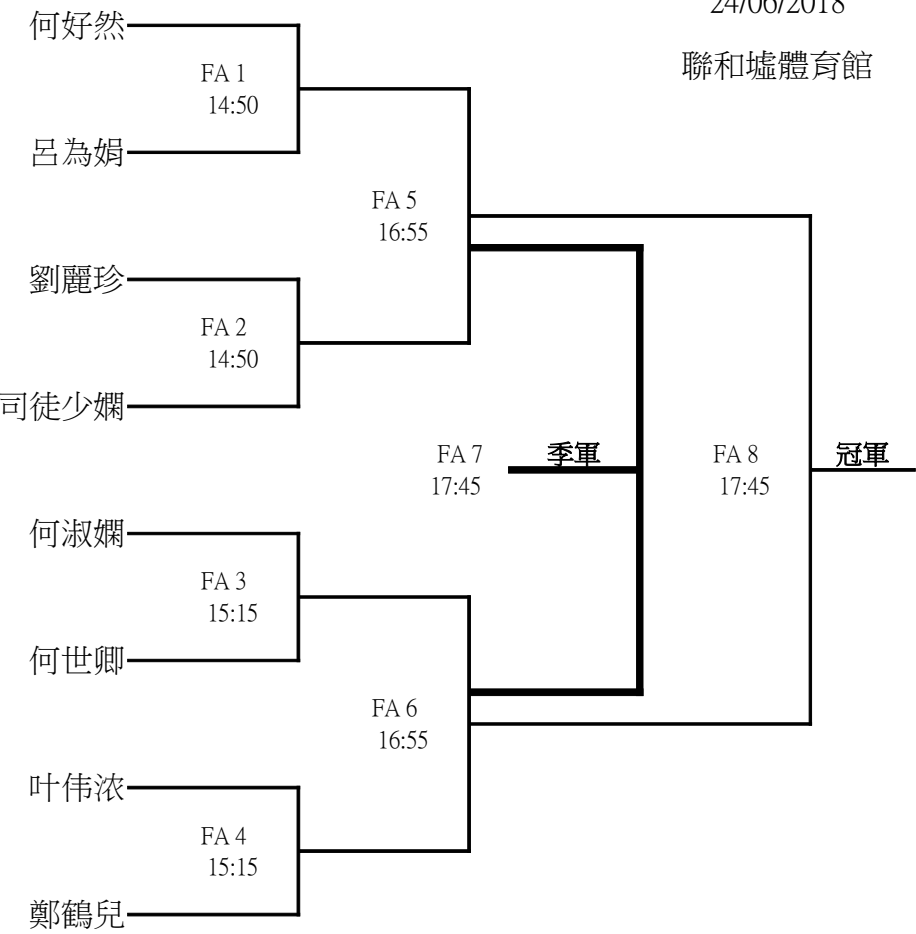 24/06/2018
何好然
聯和墟體育館
FA 1
14:50
呂為娟
FA 5
16:55
劉麗珍
FA 2
14:50
司徒少嫻
FA 7
季軍
FA 8
冠軍
17:45
17:45
何淑嫻
FA 3
15:15
何世卿
FA 6
16:55
叶伟浓
FA 4
15:15
鄭鶴兒